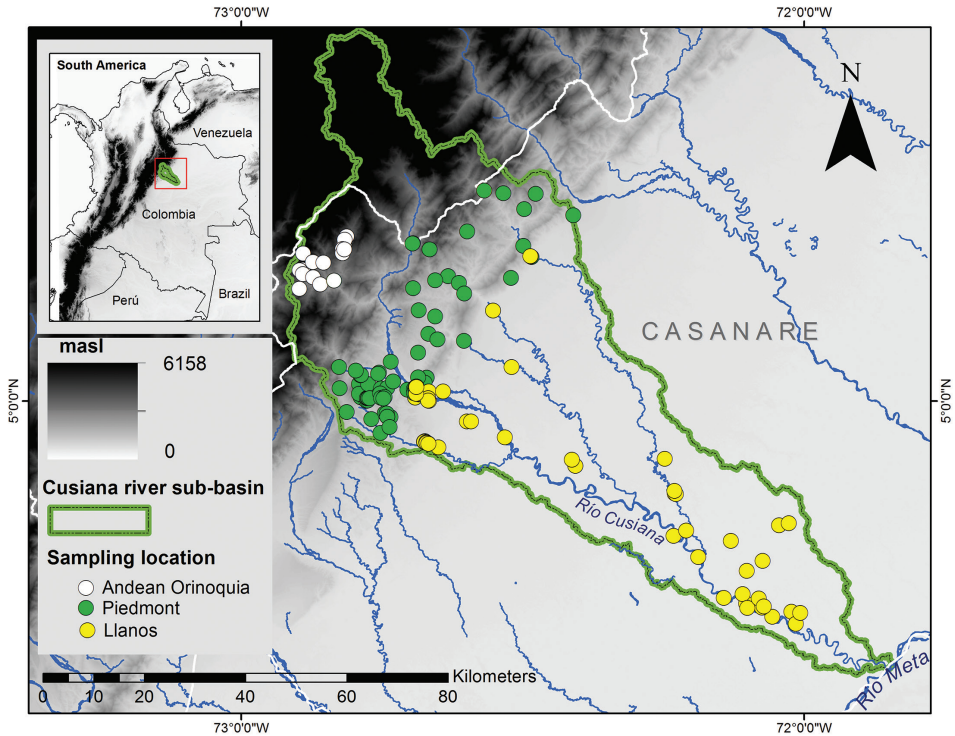 73°0'0"W
72°0'0"W
South America
Venezuela
Colombia
Perú
Brazil
N
CASANARE
masl
6158
0
5°0'0"N
5°0'0"N
Cusiana river sub-basin
Río Cusiana
Sampling location
Andean Orinoquia
Piedmont
Llanos
Río Meta
Kilometers
0 10 20 40 60 80
73°0'0"W
72°0'0"W